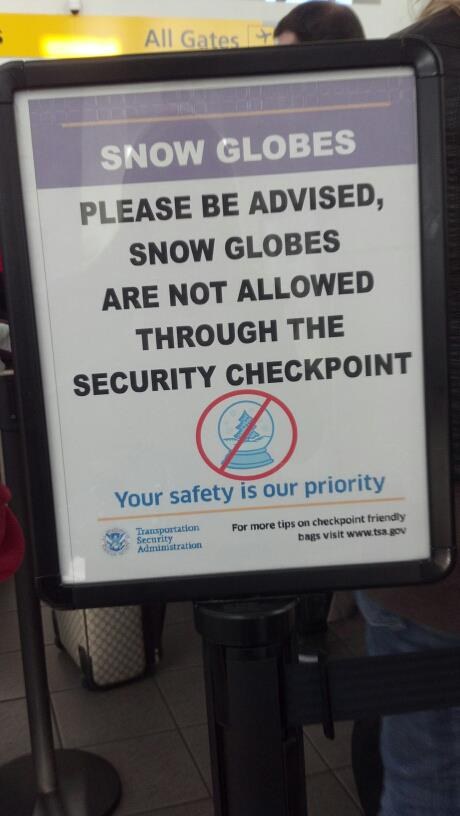 All Gates
SNOW GLOBES
PLEASE BE ADVISED,
SNOW GLOBES
ARE NOT ALLOWED
THROUGH THE
SECURITY CHECKPOINT
Your safety is our priority
Transportation
Security
Administration
For more tips on checkpoint friendly
bags visit www.tsa.gov